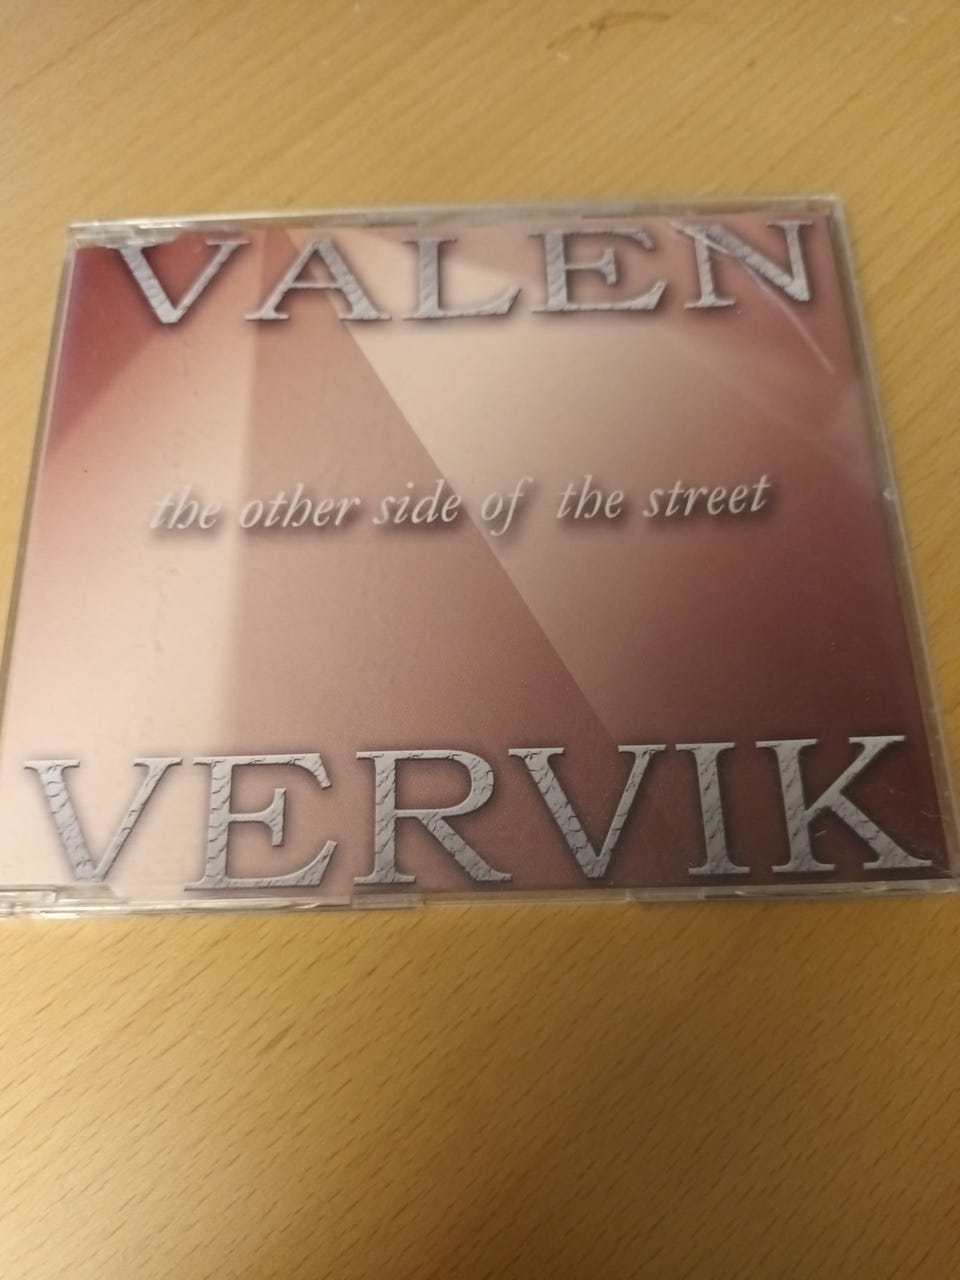 VALEN
the other side of the street
VERVIK